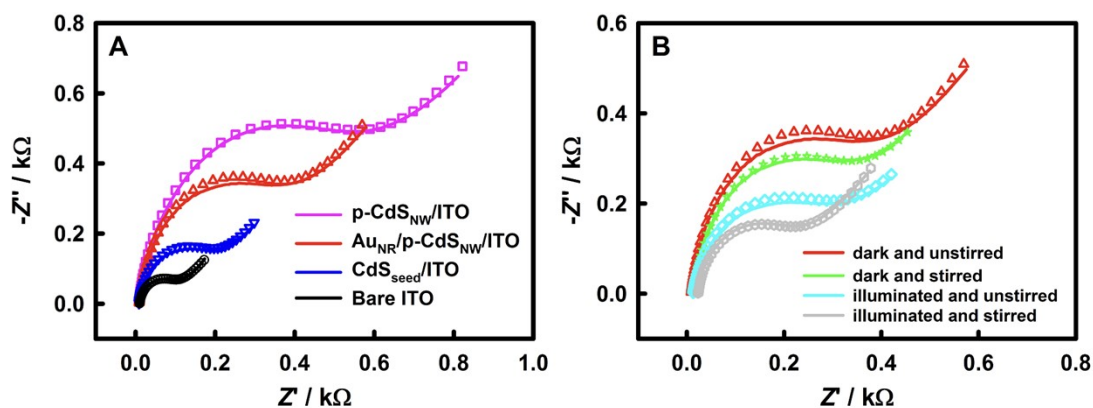 A
0.8
0.6
0.4
0.2
0.0
-Z'' / kΩ
0.0 0.2 0.4 0.6 0.8 1.0
Z' / kΩ
p-CdS_NW/ITO
Au_NR/p-CdS_NW/ITO
CdS_seed/ITO
Bare ITO
B
0.6
0.4
0.2
0.0
-Z'' / kΩ
0.0 0.2 0.4 0.6 0.8
Z' / kΩ
dark and unstirred
dark and stirred
illuminated and unstirred
illuminated and stirred